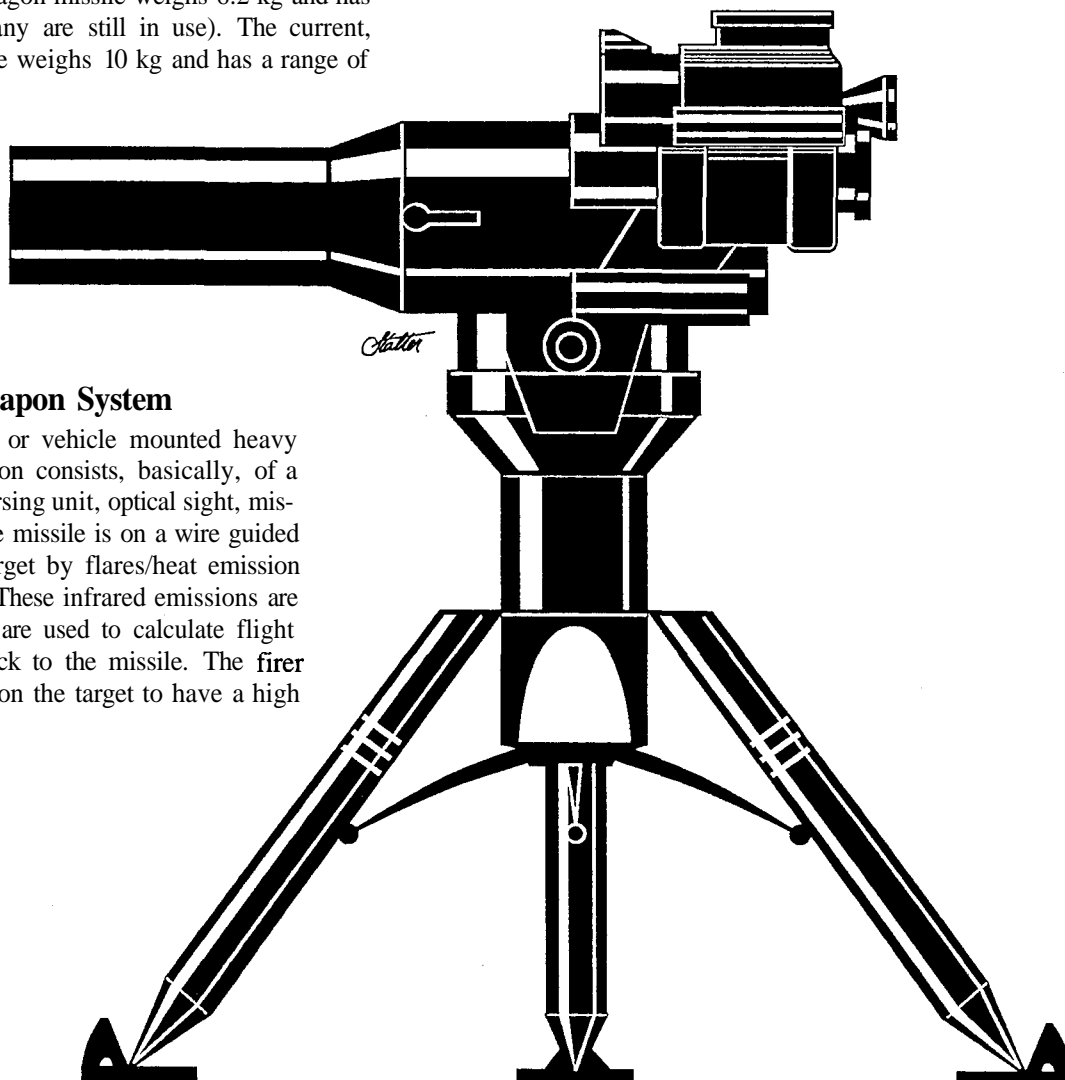 agon missile weighs 6.2 kg and has
any are still in use). The current,
e weighs 10 kg and has a range of
Statler
apon System
or vehicle mounted heavy
on consists, basically, of a
rsing unit, optical sight, mis-
e missile is on a wire guided
rget by flares/heat emission
These infrared emissions are
are used to calculate flight
ck to the missile. The firer
on the target to have a high